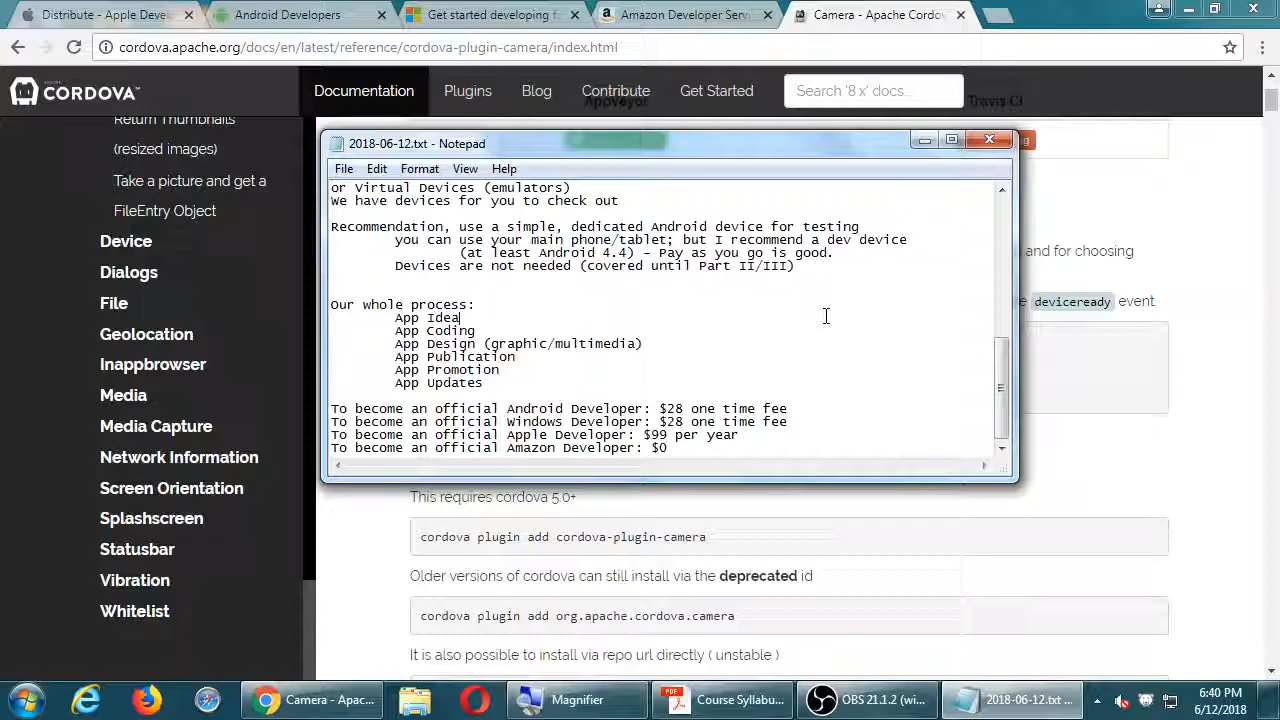 Distribute - Apple Deve
Android Developers
Get started developing f
Amazon Developer Serv
Camera - Apache Cordov
cordova.apache.org/docs/en/latest/reference/cordova-plugin-camera/index.html
APACHE
CORDOVA™
Documentation
Plugins
Blog
Contribute
Get Started
Search '8 x' docs...
AppVeyor
Travis CI
Return Thumbnails
(resized images)
Take a picture and get a
FileEntry Object
Device
Dialogs
File
Geolocation
Inappbrowser
Media
Media Capture
Network Information
Screen Orientation
Splashscreen
Statusbar
Vibration
Whitelist
2018-06-12.txt - Notepad
File Edit Format View Help
or Virtual Devices (emulators)
We have devices for you to check out
Recommendation, use a simple, dedicated Android device for testing
you can use your main phone/tablet; but I recommend a dev device
(at least Android 4.4) - Pay as you go is good.
Devices are not needed (covered until Part II/III)
Our whole process:
App Idea
App Coding
App Design (graphic/multimedia)
App Publication
App Promotion
App Updates
To become an official Android Developer: $28 one time fee
To become an official Windows Developer: $28 one time fee
To become an official Apple Developer: $99 per year
To become an official Amazon Developer: $0
and for choosing
deviceready event
This requires cordova 5.0+
cordova plugin add cordova-plugin-camera
Older versions of cordova can still install via the deprecated id
cordova plugin add org.apache.cordova.camera
It is also possible to install via repo url directly ( unstable )
Camera - Apac...
Magnifier
PDF
Course Syllabu...
OBS 21.1.2 (wi...
2018-06-12.txt ...
6:40 PM
6/12/2018